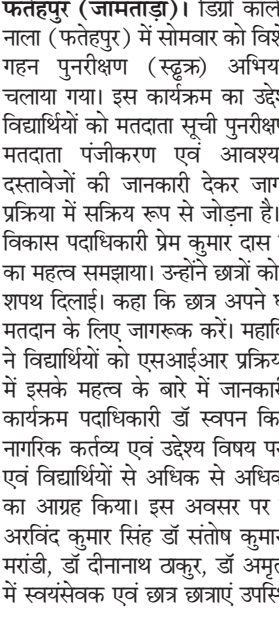 फतेहपुर (जामताड़ा)। डिग्री कॉले
नाला (फतेहपुर) में सोमवार को विशे
गहन पुनरीक्षण (स्ढ्ढक्र) अभिय
चलाया गया। इस कार्यक्रम का उद्दे
विद्यार्थियों को मतदाता सूची पुनरीक्ष
मतदाता पंजीकरण एवं आवश्य
दस्तावेजों की जानकारी देकर जाग
प्रक्रिया में सक्रिय रूप से जोड़ना है।
विकास पदाधिकारी प्रेम कुमार दास
का महत्व समझाया। उन्होंने छात्रों को
शपथ दिलाई। कहा कि छात्र अपने घ
मतदान के लिए जागरूक करें। महावि
ने विद्यार्थियों को एसआईआर प्रक्रिय
में इसके महत्व के बारे में जानकार
कार्यक्रम पदाधिकारी डॉ स्वपन कि
नागरिक कर्तव्य एवं उद्देश्य विषय प
एवं विद्यार्थियों से अधिक से अधिक
का आग्रह किया। इस अवसर पर
अरविंद कुमार सिंह डॉ संतोष कुमार
मरांडी, डॉ दीनानाथ ठाकुर, डॉ अमृत
में स्वयंसेवक एवं छात्र छात्राएं उपसि